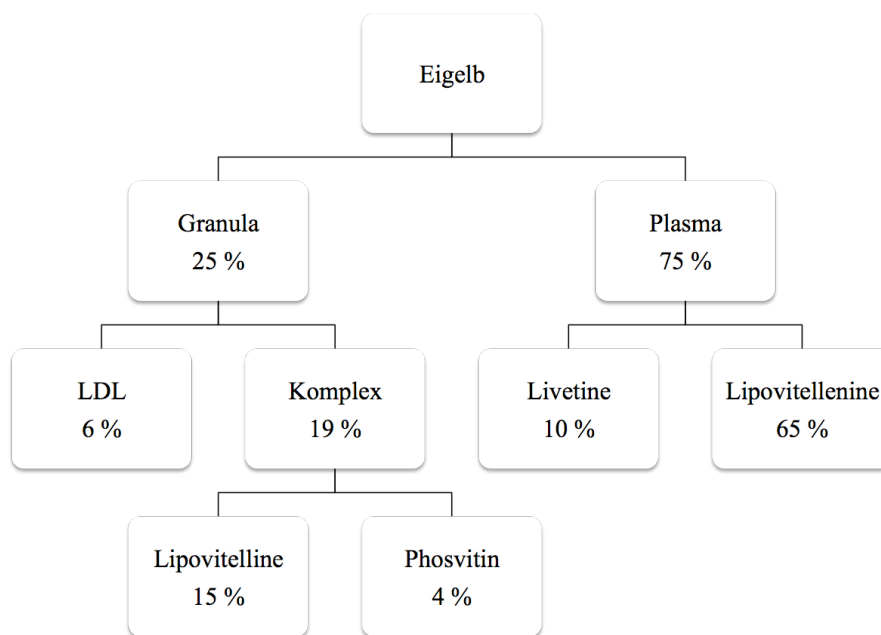 Eigelb
Granula
25 %
Plasma
75 %
LDL
6 %
Komplex
19 %
Livetine
10 %
Lipovitellenine
65 %
Lipovitelline
15 %
Phosvitin
4 %